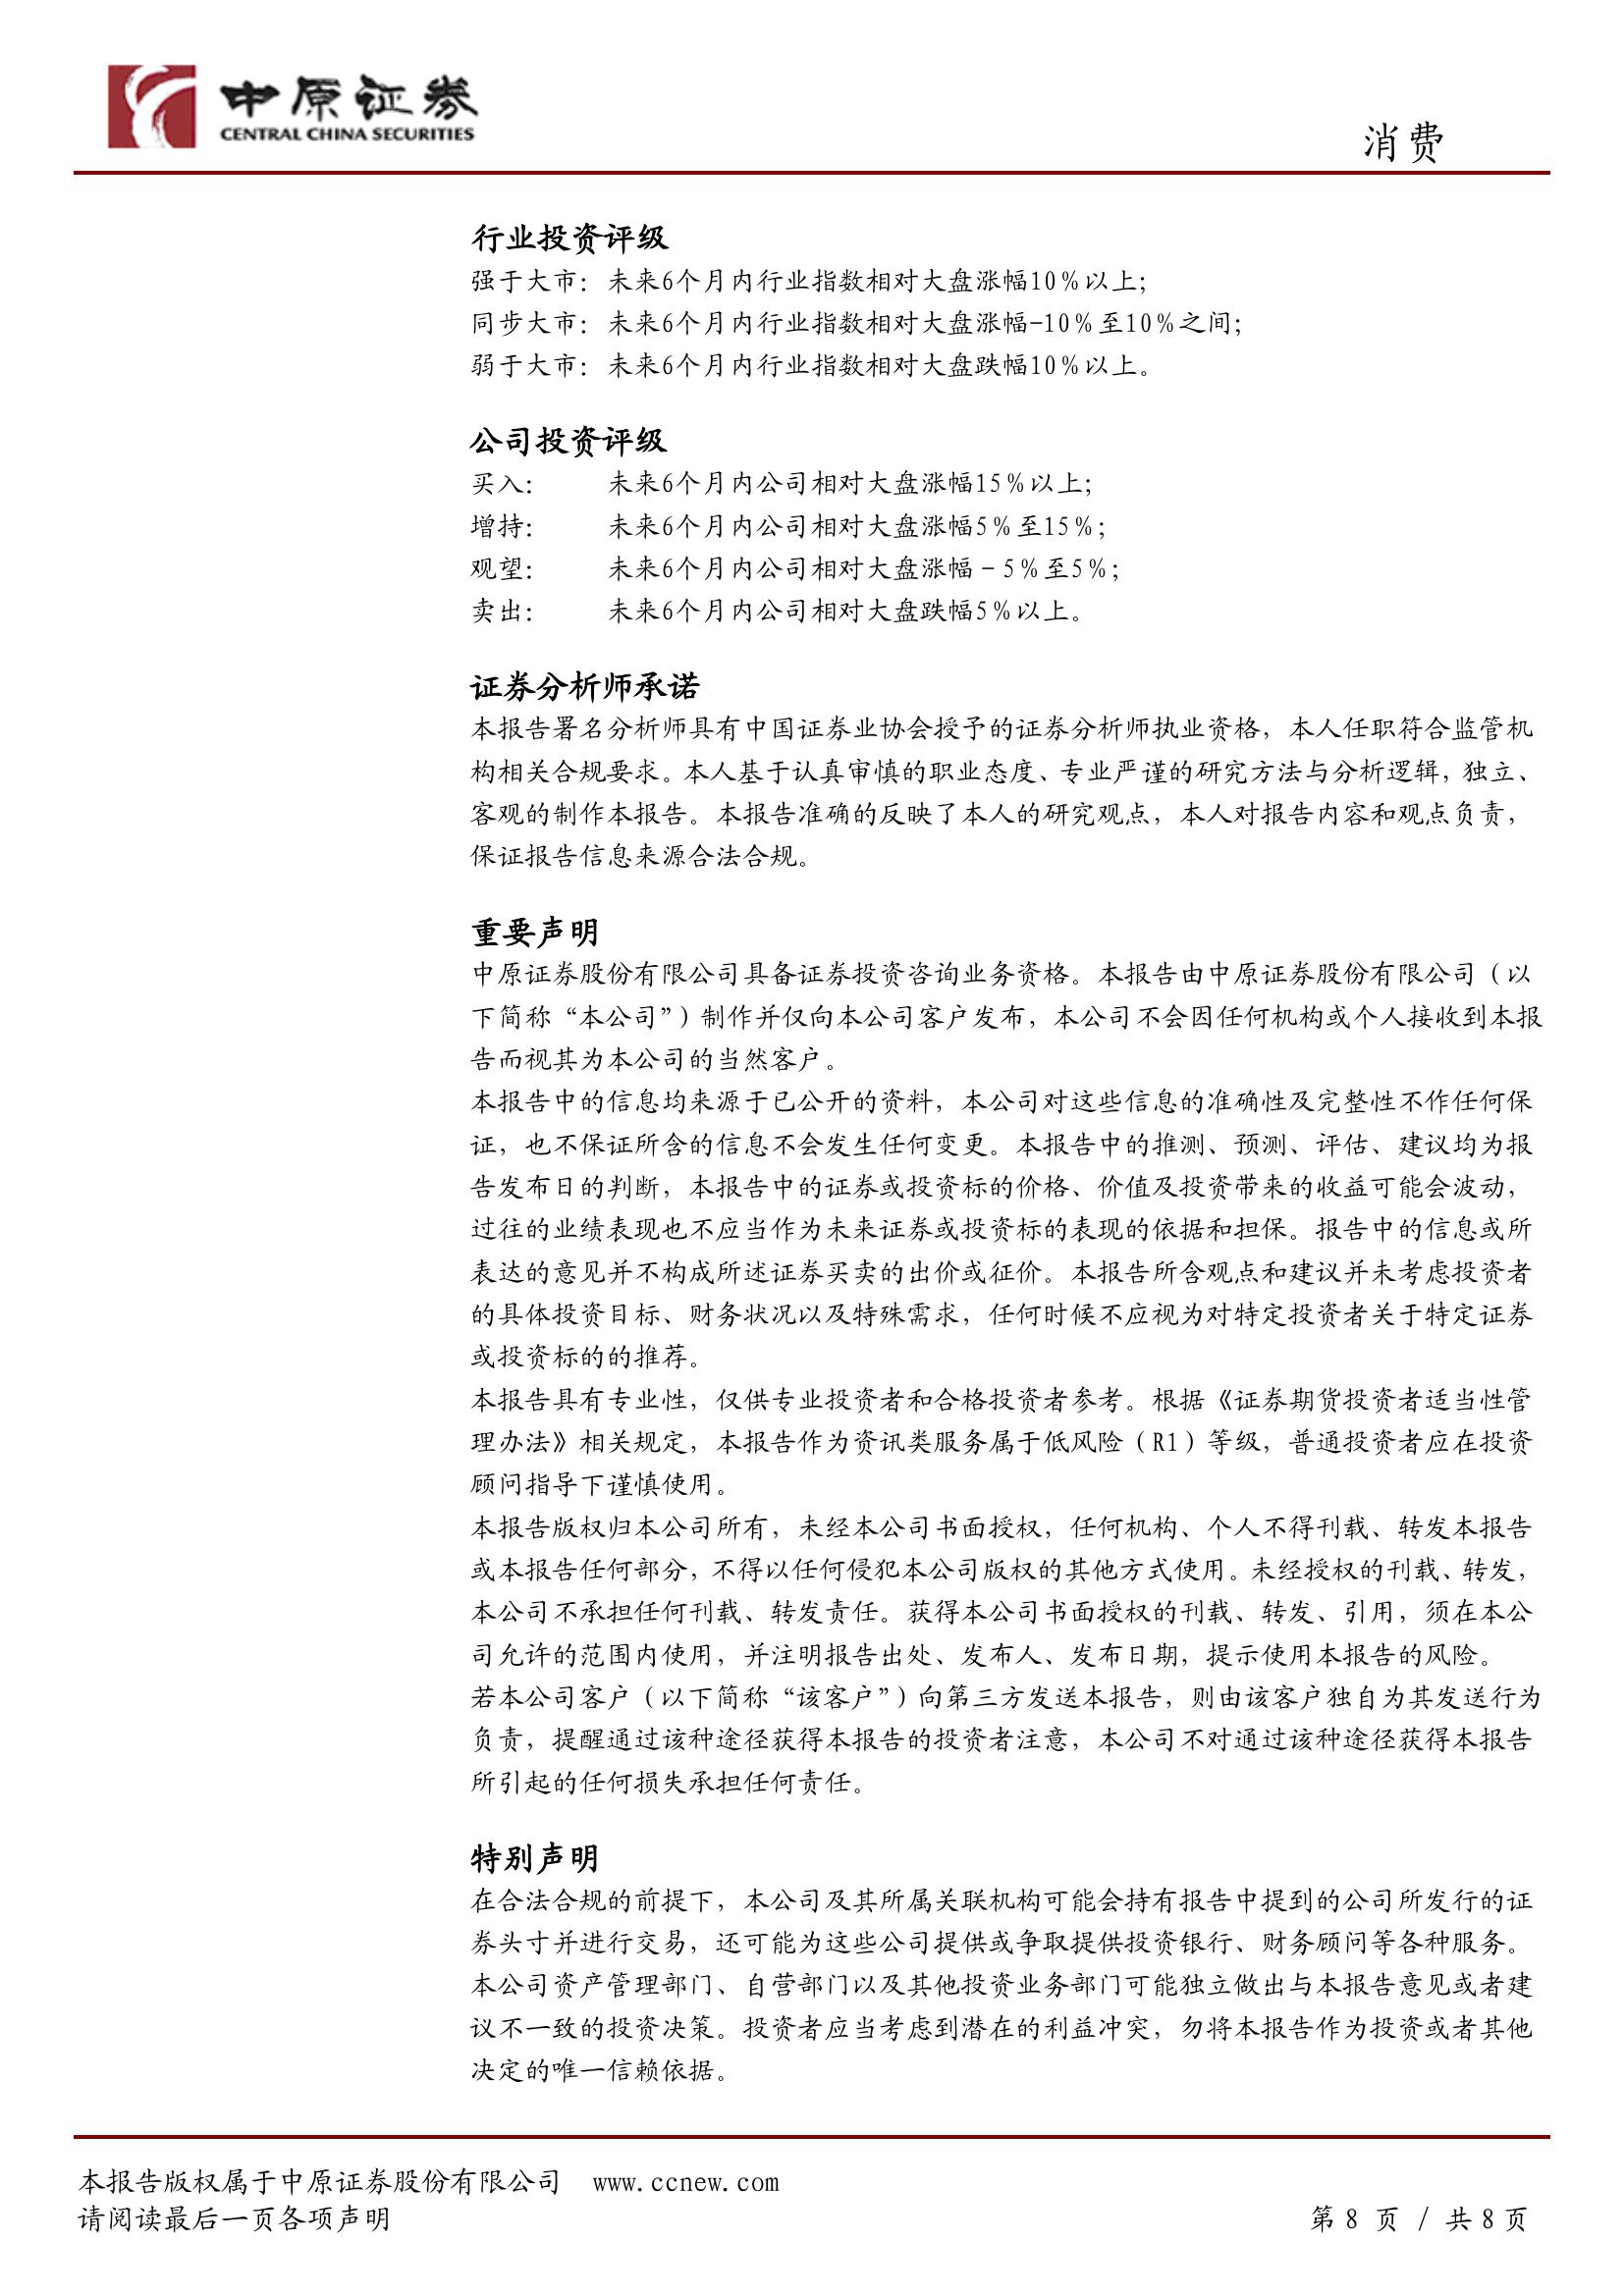 中原证券
CENTRAL CHINA SECURITIES
消费
行业投资评级
强于大市：未来6个月内行业指数相对大盘涨幅10％以上；
同步大市：未来6个月内行业指数相对大盘涨幅-10％至10％之间；
弱于大市：未来6个月内行业指数相对大盘跌幅10％以上。
公司投资评级
买入： 未来6个月内公司相对大盘涨幅15％以上；
增持： 未来6个月内公司相对大盘涨幅5％至15％；
观望： 未来6个月内公司相对大盘涨幅－5％至5％；
卖出： 未来6个月内公司相对大盘跌幅5％以上。
证券分析师承诺
本报告署名分析师具有中国证券业协会授予的证券分析师执业资格，本人任职符合监管机
构相关合规要求。本人基于认真审慎的职业态度、专业严谨的研究方法与分析逻辑，独立、
客观的制作本报告。本报告准确的反映了本人的研究观点，本人对报告内容和观点负责，
保证报告信息来源合法合规。
重要声明
中原证券股份有限公司具备证券投资咨询业务资格。本报告由中原证券股份有限公司（以
下简称“本公司”）制作并仅向本公司客户发布，本公司不会因任何机构或个人接收到本报
告而视其为本公司的当然客户。
本报告中的信息均来源于已公开的资料，本公司对这些信息的准确性及完整性不作任何保
证，也不保证所含的信息不会发生任何变更。本报告中的推测、预测、评估、建议均为报
告发布日的判断，本报告中的证券或投资标的价格、价值及投资带来的收益可能会波动，
过往的业绩表现也不应当作为未来证券或投资标的表现的依据和担保。报告中的信息或所
表达的意见并不构成所述证券买卖的出价或征价。本报告所含观点和建议并未考虑投资者
的具体投资目标、财务状况以及特殊需求，任何时候不应视为对特定投资者关于特定证券
或投资标的的推荐。
本报告具有专业性，仅供专业投资者和合格投资者参考。根据《证券期货投资者适当性管
理办法》相关规定，本报告作为资讯类服务属于低风险（R1）等级，普通投资者应在投资
顾问指导下谨慎使用。
本报告版权归本公司所有，未经本公司书面授权，任何机构、个人不得刊载、转发本报告
或本报告任何部分，不得以任何侵犯本公司版权的其他方式使用。未经授权的刊载、转发，
本公司不承担任何刊载、转发责任。获得本公司书面授权的刊载、转发、引用，须在本公
司允许的范围内使用，并注明报告出处、发布人、发布日期，提示使用本报告的风险。
若本公司客户（以下简称“该客户”）向第三方发送本报告，则由该客户独自为其发送行为
负责，提醒通过该种途径获得本报告的投资者注意，本公司不对通过该种途径获得本报告
所引起的任何损失承担任何责任。
特别声明
在合法合规的前提下，本公司及其所属关联机构可能会持有报告中提到的公司所发行的证
券头寸并进行交易，还可能为这些公司提供或争取提供投资银行、财务顾问等各种服务。
本公司资产管理部门、自营部门以及其他投资业务部门可能独立做出与本报告意见或者建
议不一致的投资决策。投资者应当考虑到潜在的利益冲突，勿将本报告作为投资或者其他
决定的唯一信赖依据。
本报告版权属于中原证券股份有限公司 www.ccnew.com
请阅读最后一页各项声明
第 8 页 / 共 8 页